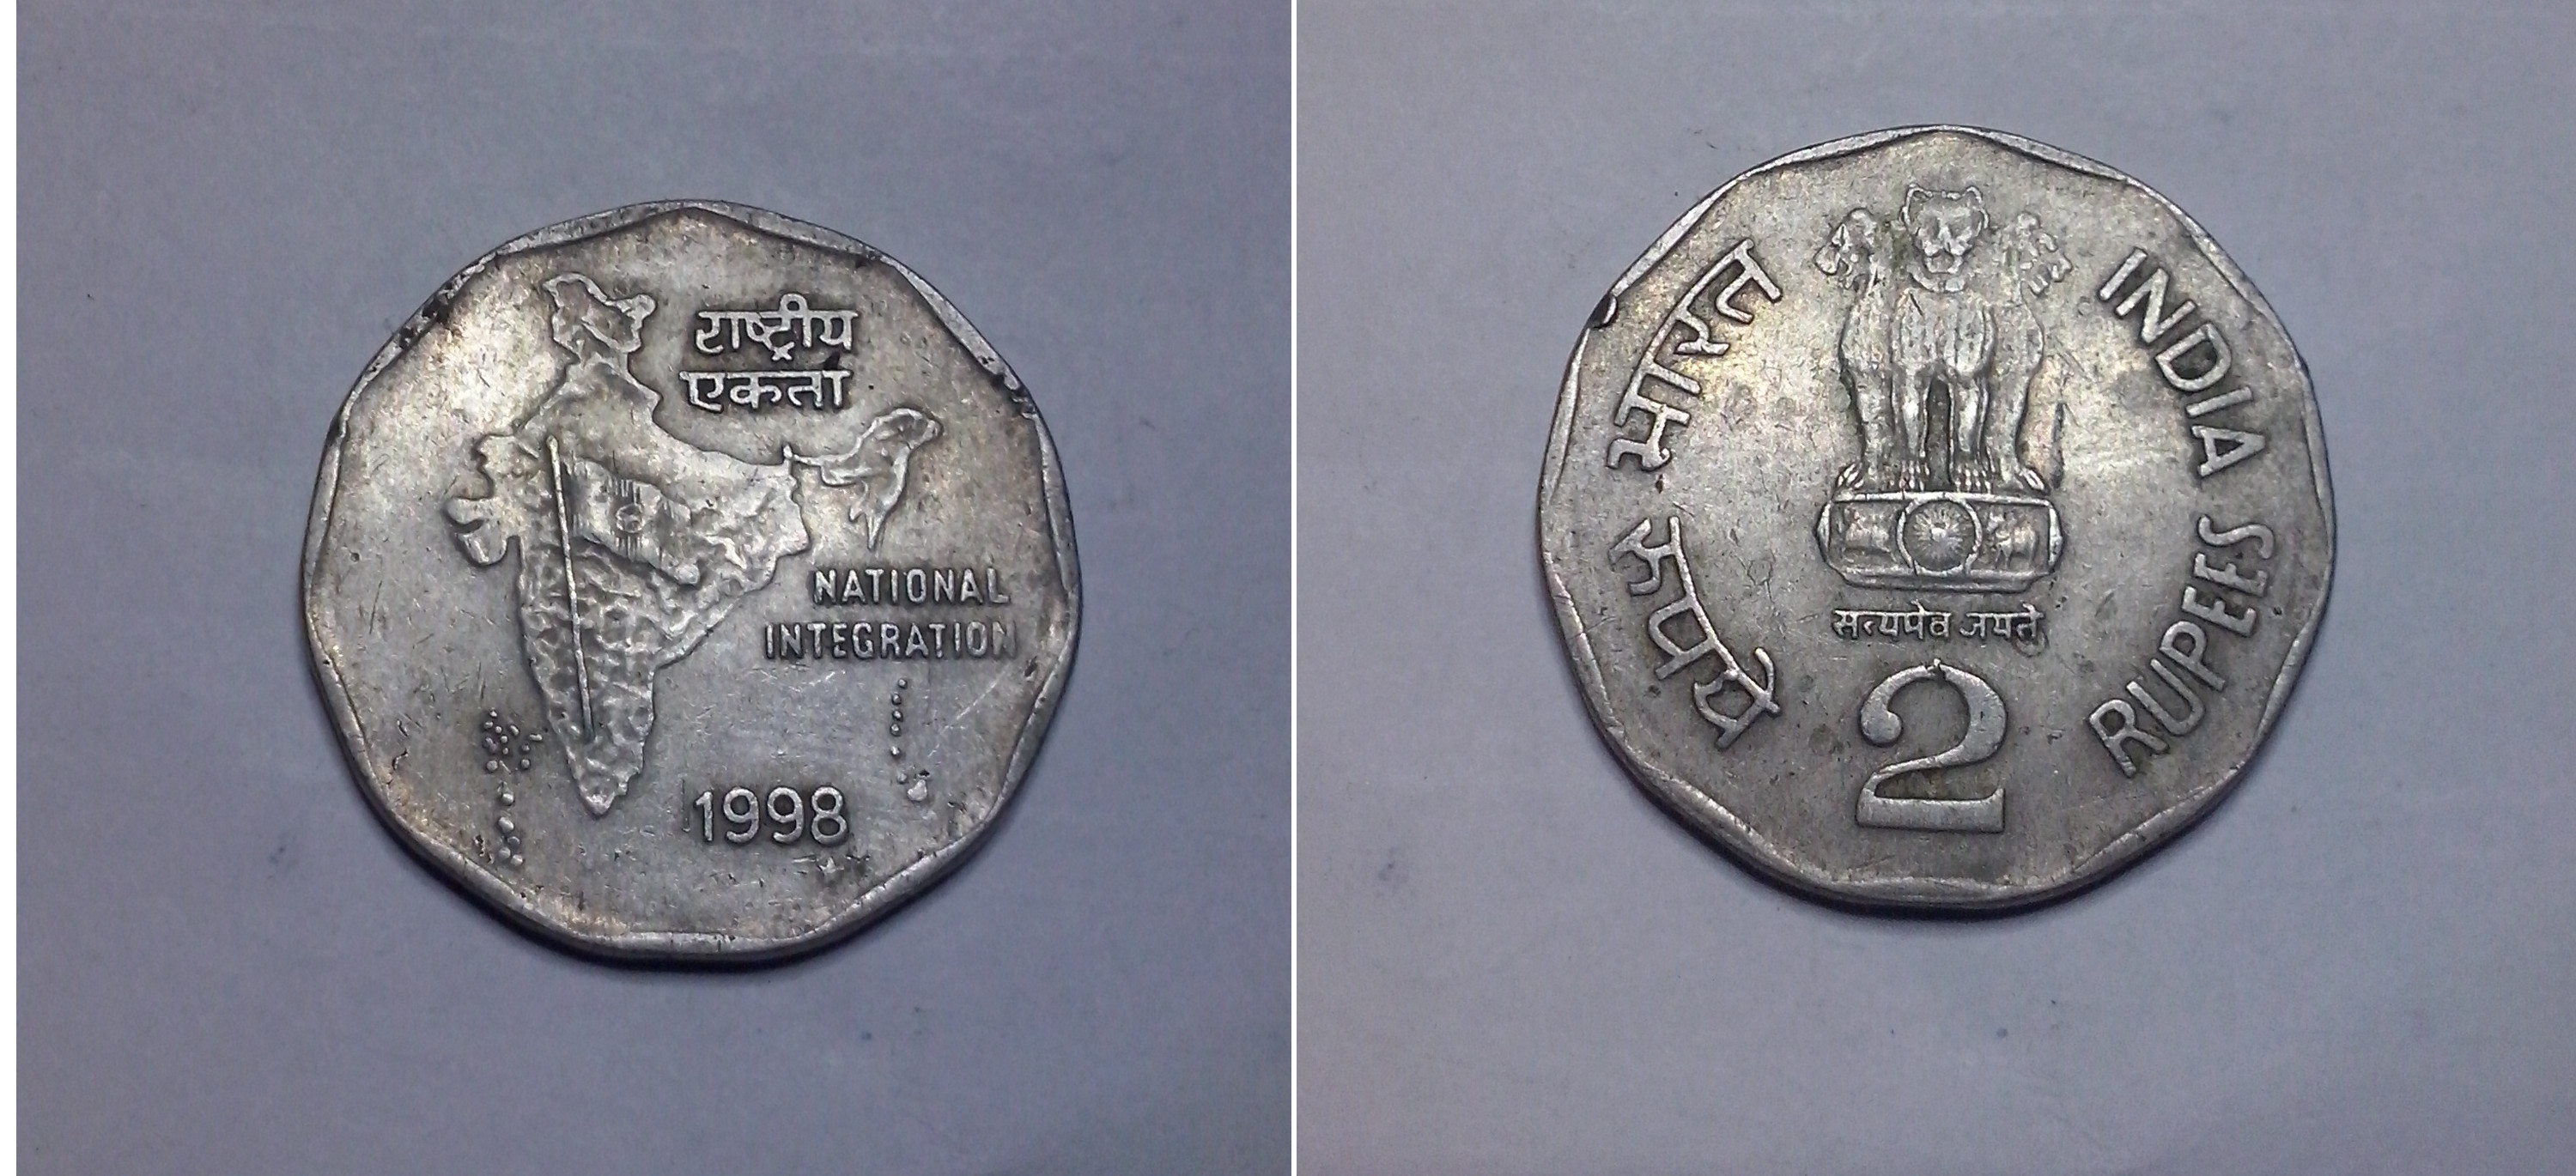 राष्ट्रीय
एकता
NATIONAL
INTEGRATION
1998
भारत
INDIA
रूपये
RUPEES
सत्यमेव जयते
2